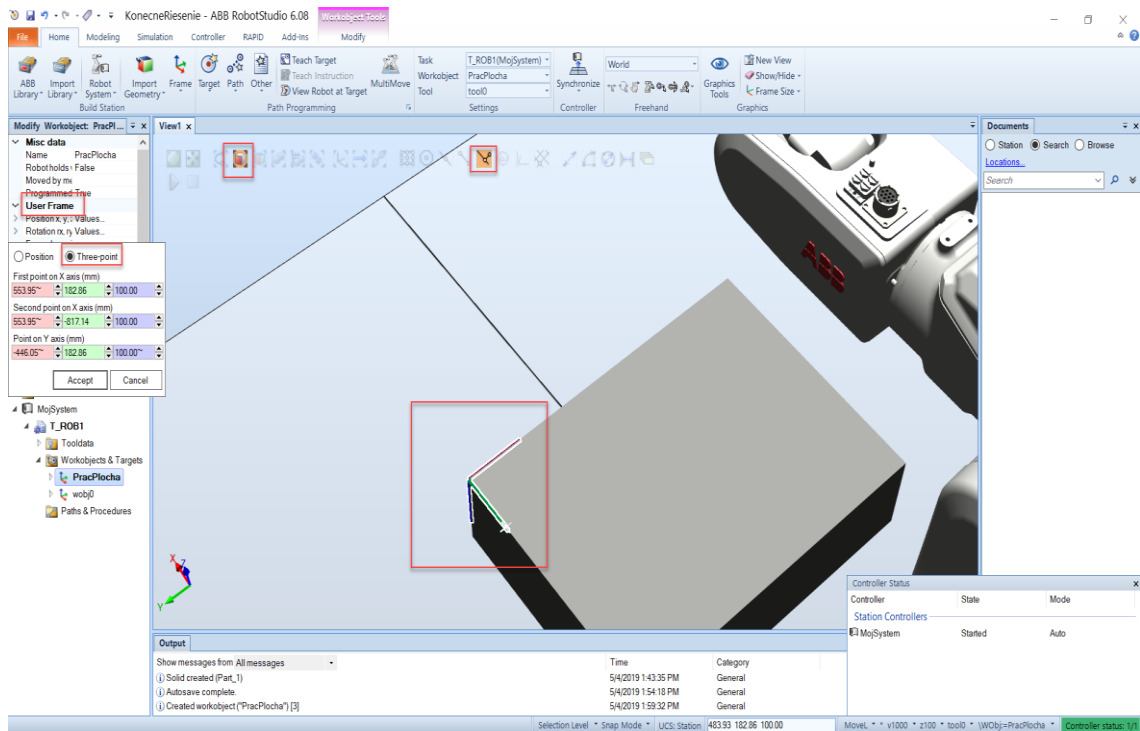 KonecneRiesenie - ABB RobotStudio 6.08
Workobject Tools
File Home Modeling Simulation Controller RAPID Add-Ins Modify
ABB Library
Import Library
Robot System
Import Geometry
Build Station
Frame Target Path Other
Teach Target
Teach Instruction
View Robot at Target
MultiMove
Path Programming
Task T_ROB1(MojSystem)
Workobject PracPlocha
Tool tool0
Settings
Synchronize
Controller
World
Freehand
Graphics Tools
New View
Show/Hide
Frame Size
Graphics
Modify Workobject: PracPl...
View1
Documents
Misc data
Name PracPlocha
Robot holds False
Moved by me
Programmed True
User Frame
Position x, y, Values...
Rotation rx, ry Values...
Position Three-point
First point on X axis (mm)
553.95~ 182.86 100.00
Second point on X axis (mm)
553.95~ -817.14 100.00
Point on Y axis (mm)
-446.05~ 182.86 100.00~
Accept Cancel
MojSystem
T_ROB1
Tooldata
Workobjects & Targets
PracPlocha
wobj0
Paths & Procedures
ABB
X
Z
Y
Station Search Browse
Locations...
Search
Controller Status
Controller State Mode
Station Controllers
MojSystem Started Auto
Output
Show messages from All messages Time Category
Solid created (Part_1) 5/4/2019 1:43:35 PM General
Autosave complete. 5/4/2019 1:54:18 PM General
Created workobject ("PracPlocha") [3] 5/4/2019 1:59:32 PM General
Selection Level Snap Mode UCS: Station 483.93 182.86 100.00 MoveL * v1000 z100 tool0 \WObj:=PracPlocha Controller status: 1/1